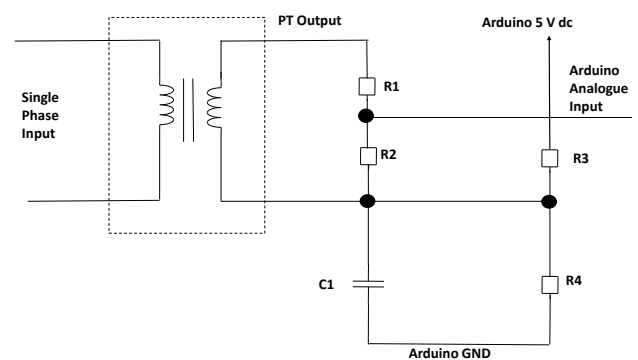 PT Output
Arduino 5 V dc
Single
Phase
Input
R1
Arduino
Analogue
Input
R2
R3
C1
R4
Arduino GND